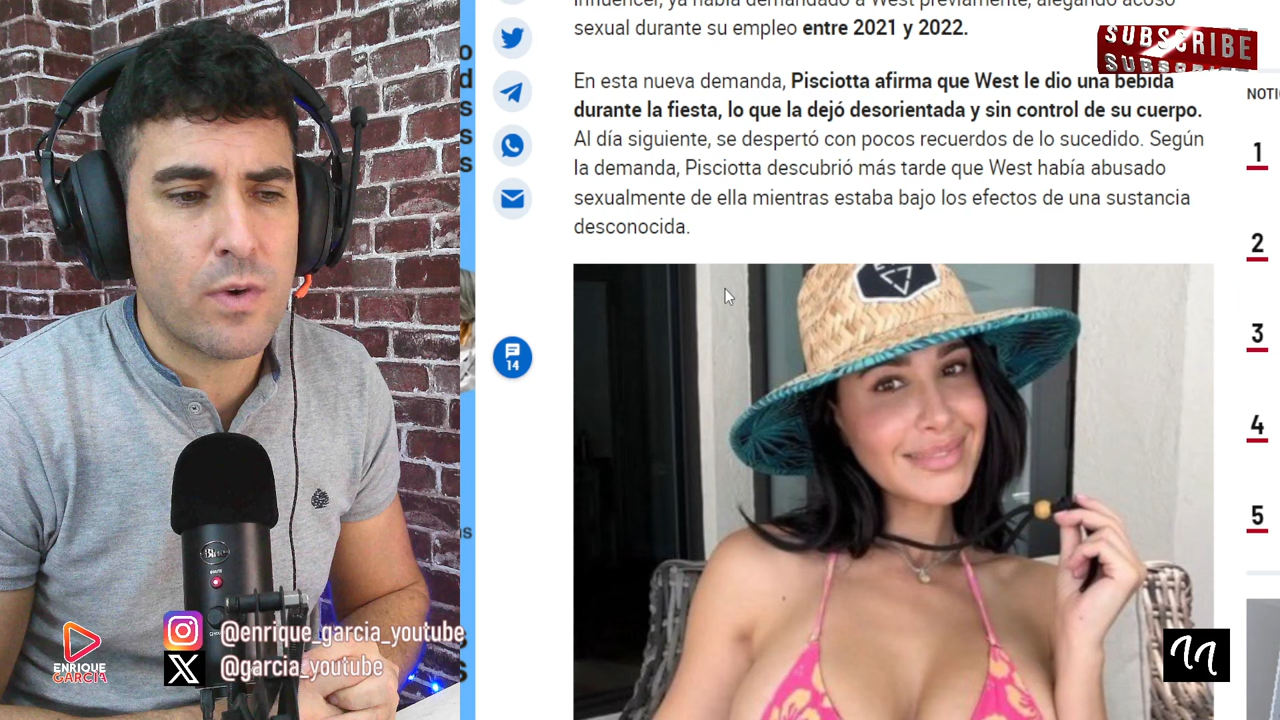 influencer, ya había demandado a West previamente, alegando acoso
sexual durante su empleo entre 2021 y 2022.
En esta nueva demanda, Pisciotta afirma que West le dio una bebida
durante la fiesta, lo que la dejó desorientada y sin control de su cuerpo.
Al día siguiente, se despertó con pocos recuerdos de lo sucedido. Según
la demanda, Pisciotta descubrió más tarde que West había abusado
sexualmente de ella mientras estaba bajo los efectos de una sustancia
desconocida.
SUBSCRIBE
SUBSCRIBE
NOTI
1
2
3
4
5
14
o
d
s
s
s
s
Blue
MUTE
@enrique_garcia_youtube
@garcia_youtube
ENRIQUE
GARCIA